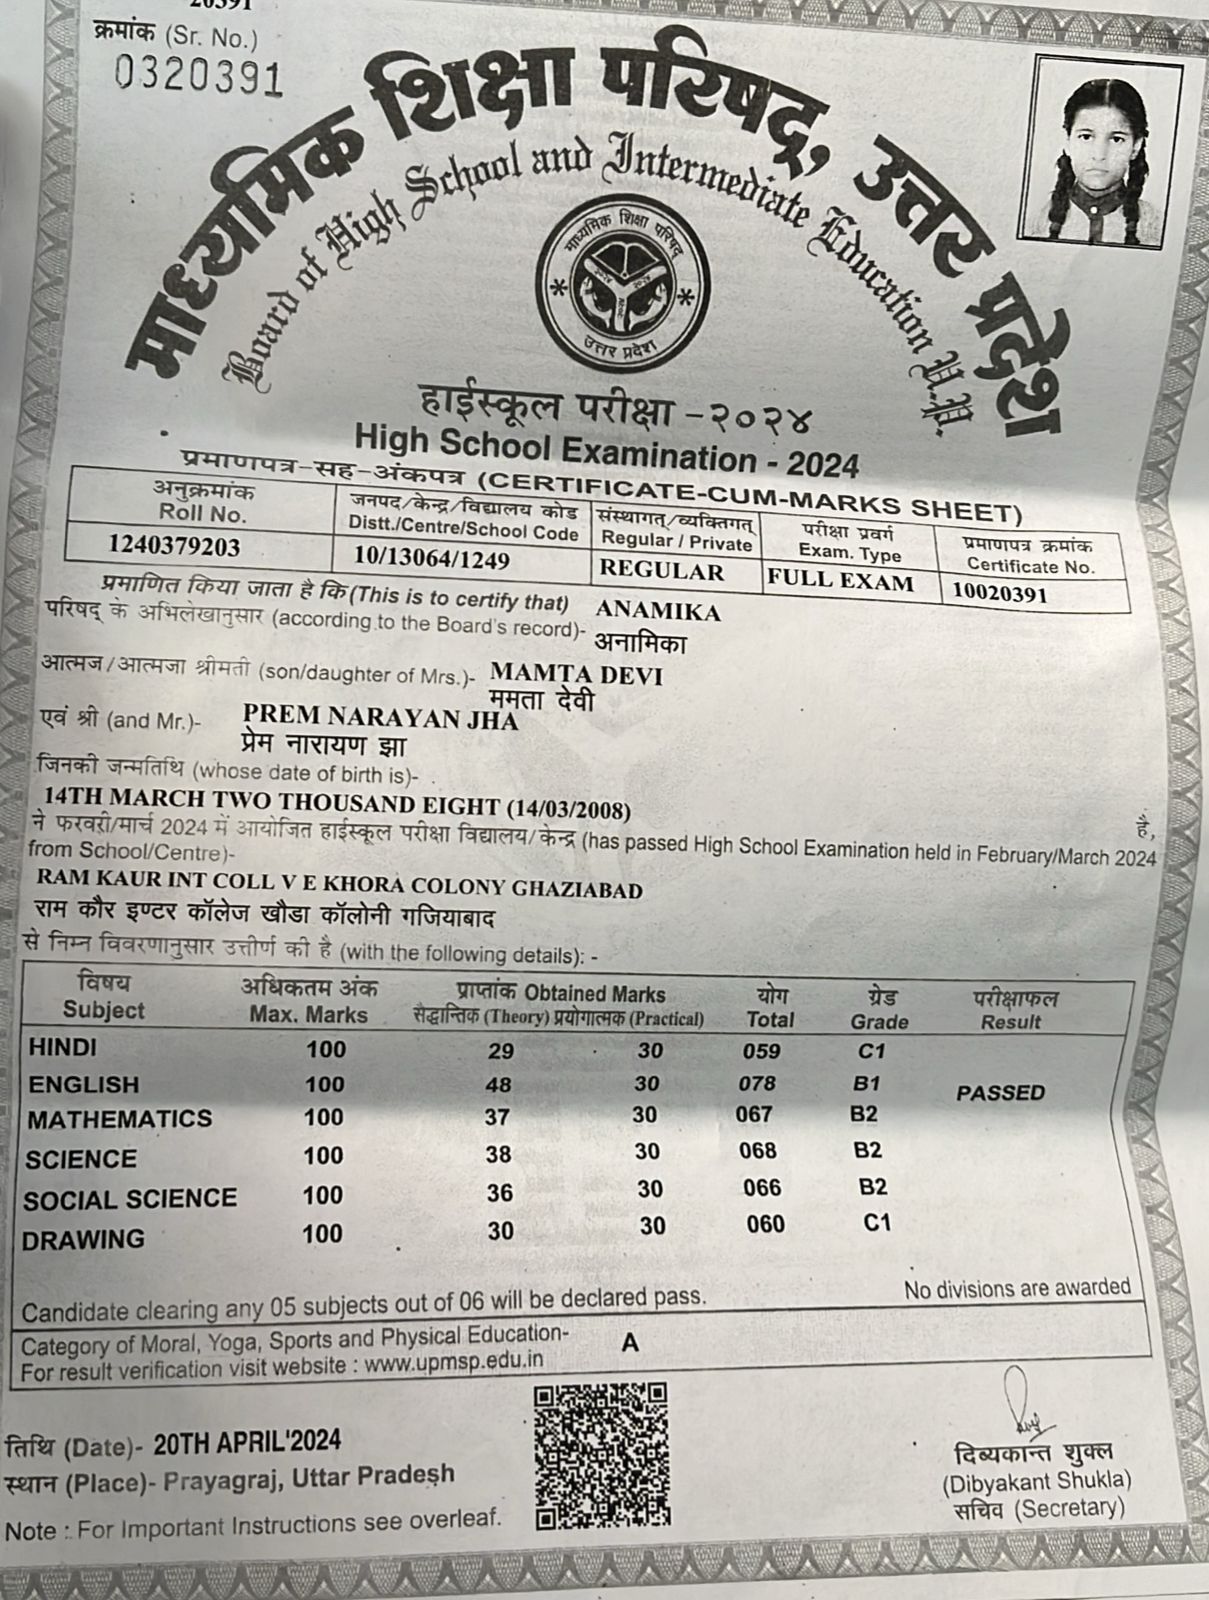 20391
क्रमांक (Sr. No.)
0320391
माध्यमिक शिक्षा परिषद्, उत्तर प्रदेश
Board of High School and Intermediate Education U.P.
माध्यमिक शिक्षा परिषद्
उत्तर प्रदेश
हाईस्कूल परीक्षा -२०२४
High School Examination - 2024
प्रमाणपत्र-सह-अंकपत्र (CERTIFICATE-CUM-MARKS SHEET)
अनुक्रमांक जनपद/केन्द्र/विद्यालय कोड संस्थागत्/व्यक्तिगत् परीक्षा प्रवर्ग प्रमाणपत्र क्रमांक
Roll No. Distt./Centre/School Code Regular / Private Exam. Type Certificate No.
1240379203 10/13064/1249 REGULAR FULL EXAM 10020391
प्रमाणित किया जाता है कि (This is to certify that) ANAMIKA
परिषद् के अभिलेखानुसार (according to the Board's record)- अनामिका
आत्मज/आत्मजा श्रीमती (son/daughter of Mrs.)- MAMTA DEVI
ममता देवी
एवं श्री (and Mr.)- PREM NARAYAN JHA
प्रेम नारायण झा
जिनकी जन्मतिथि (whose date of birth is)-
14TH MARCH TWO THOUSAND EIGHT (14/03/2008) है,
ने फरवरी/मार्च 2024 में आयोजित हाईस्कूल परीक्षा विद्यालय/केन्द्र (has passed High School Examination held in February/March 2024
from School/Centre)-
RAM KAUR INT COLL V E KHORA COLONY GHAZIABAD
राम कौर इण्टर कॉलेज खौडा कॉलोनी गजियाबाद
से निम्न विवरणानुसार उत्तीर्ण की है (with the following details): -
विषय अधिकतम अंक प्राप्तांक Obtained Marks योग ग्रेड परीक्षाफल
Subject Max. Marks सैद्धान्तिक (Theory) प्रयोगात्मक (Practical) Total Grade Result
HINDI 100 29 30 059 C1
ENGLISH 100 48 30 078 B1 PASSED
MATHEMATICS 100 37 30 067 B2
SCIENCE 100 38 30 068 B2
SOCIAL SCIENCE 100 36 30 066 B2
DRAWING 100 30 30 060 C1
Candidate clearing any 05 subjects out of 06 will be declared pass. No divisions are awarded
Category of Moral, Yoga, Sports and Physical Education- A
For result verification visit website : www.upmsp.edu.in
तिथि (Date)- 20TH APRIL'2024
स्थान (Place)- Prayagraj, Uttar Pradesh
Note : For Important Instructions see overleaf.
दिब्यकान्त शुक्ल
(Dibyakant Shukla)
सचिव (Secretary)